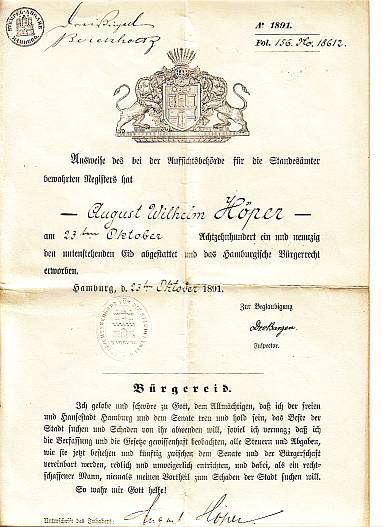 Aº 1891.
Fol. 156. No. 18612.
Ausweise des bei der Aufsichtsbehörde für die Standesämter
bewahrten Registers hat
— August Wilhelm Höper —
am 23ten Oktober Achtzehnhundert ein und neunzig
den untenstehenden Eid abgestattet und das Hamburgische Bürgerrecht
erworben.
Hamburg, d. 23t. Oktober 1891.
Zur Beglaubigung
Inspector.
Bürgereid.
Ich gelobe und schwöre zu Gott, dem Allmächtigen, daß ich der freien
und Hansestadt Hamburg und dem Senate treu und hold sein, das Beste der
Stadt suchen und Schaden von ihr abwenden will, soviel ich vermag; daß ich
die Verfassung und die Gesetze gewissenhaft beobachten, alle Steuern und Abgaben,
wie sie jetzt bestehen und künftig zwischen dem Senate und der Bürgerschaft
vereinbart werden, redlich und unweigerlich entrichten, und dabei, als ein recht-
schaffener Mann, niemals meinen Vortheil zum Schaden der Stadt suchen will.
So wahr mir Gott helfe!
Unterschrift des Inhabers: August Höper